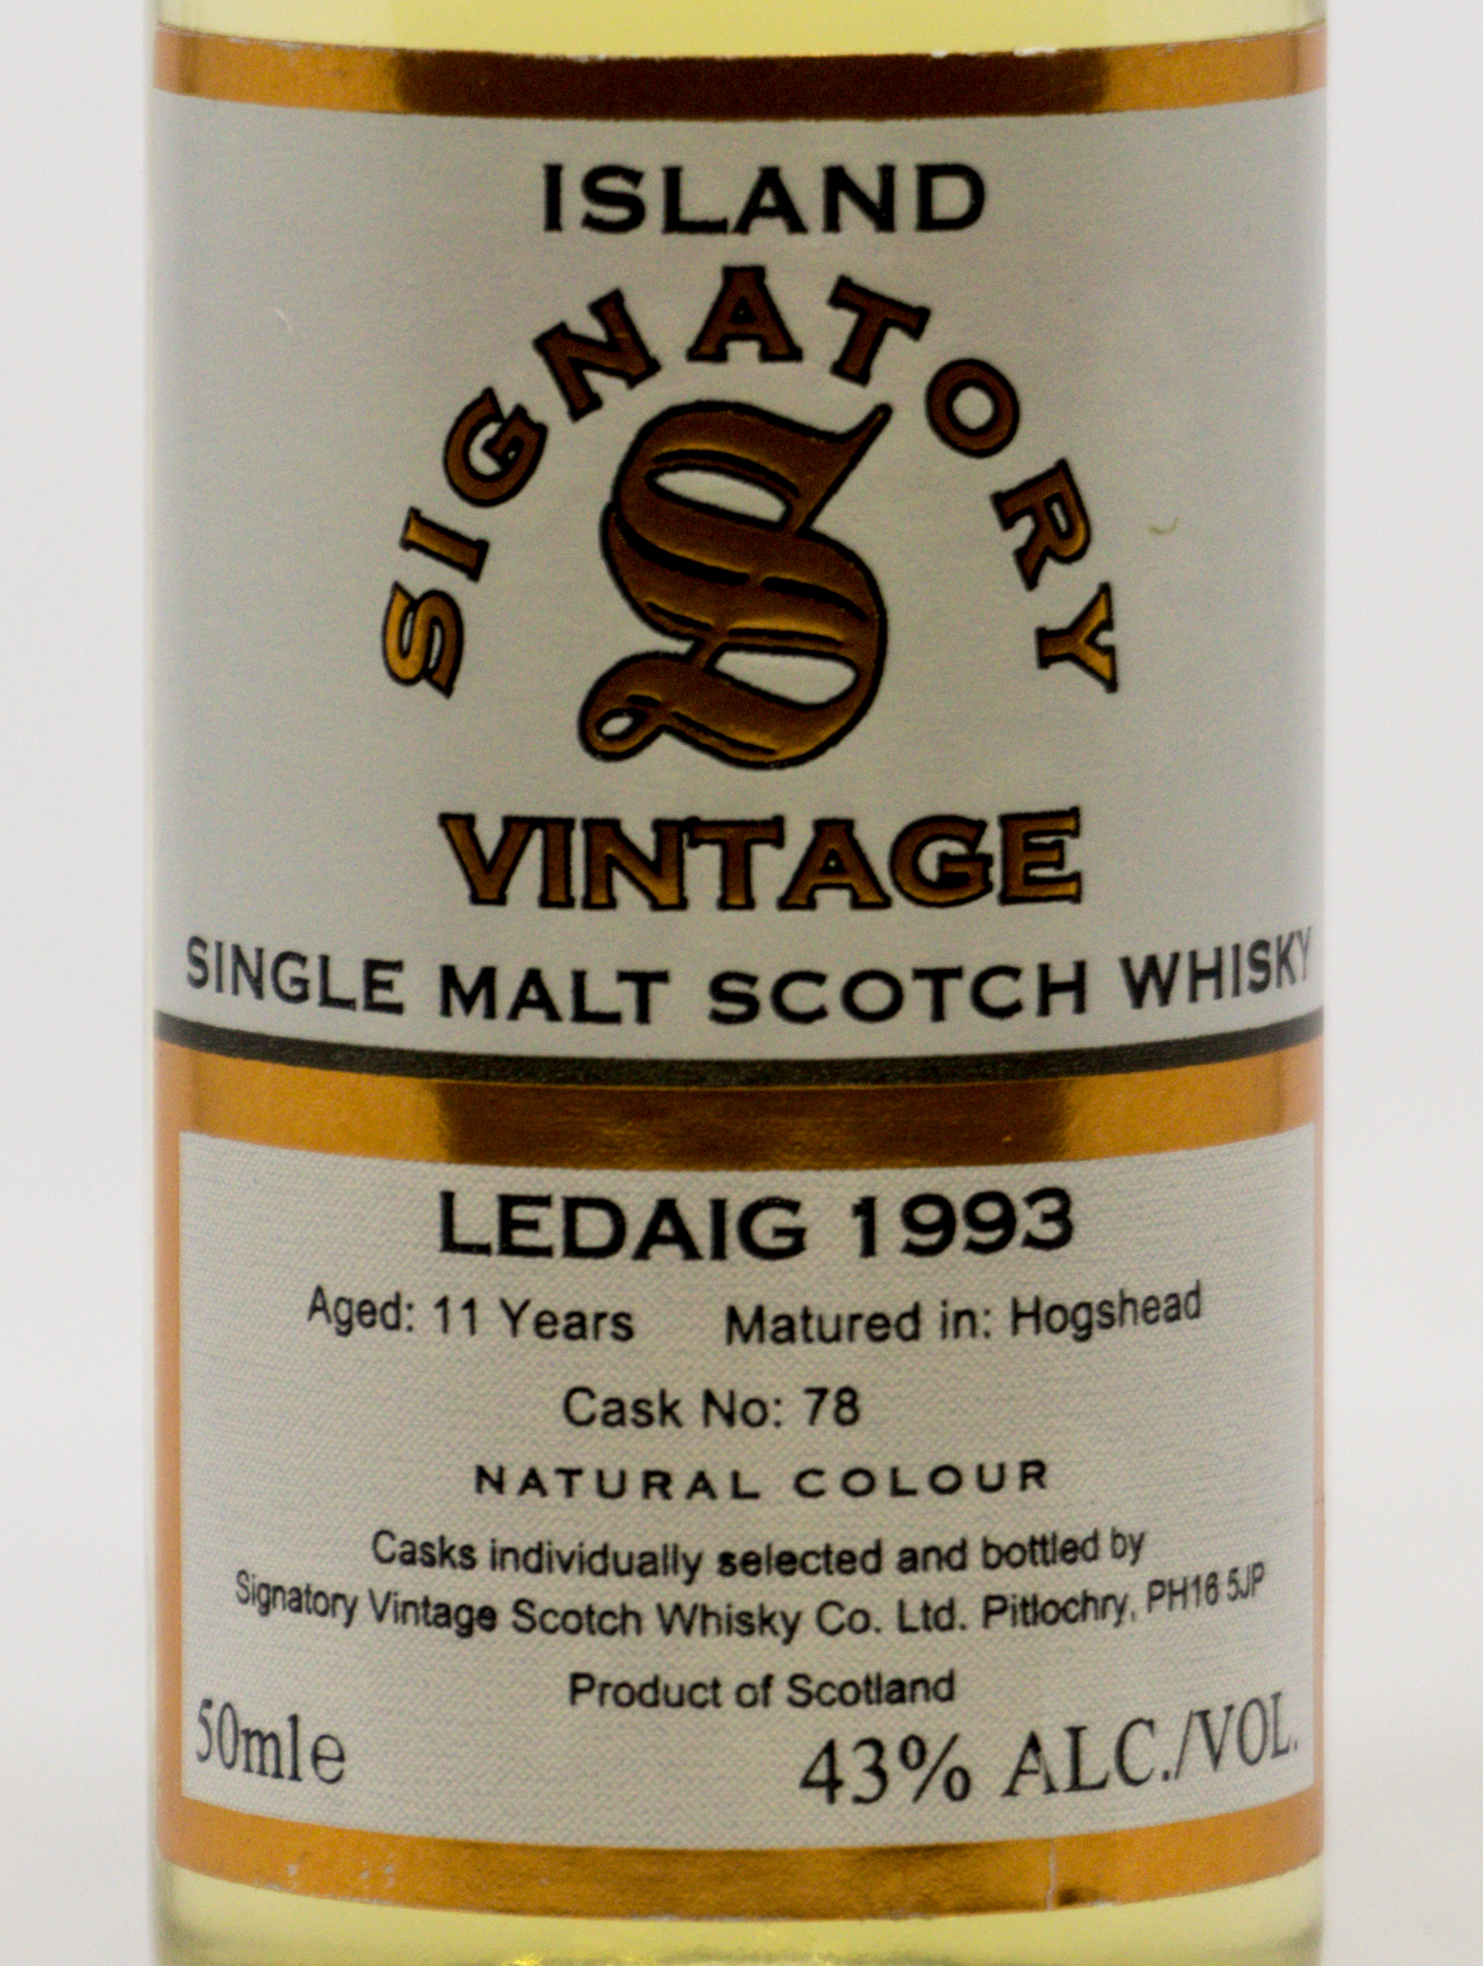 ISLAND
SIGNATORY
S
VINTAGE
SINGLE MALT SCOTCH WHISKY
LEDAIG 1993
Aged: 11 Years Matured in: Hogshead
Cask No: 78
NATURAL COLOUR
Casks individually selected and bottled by
Signatory Vintage Scotch Whisky Co. Ltd. Pitlochry, PH16 5JP
Product of Scotland
50mle 43% ALC./VOL.